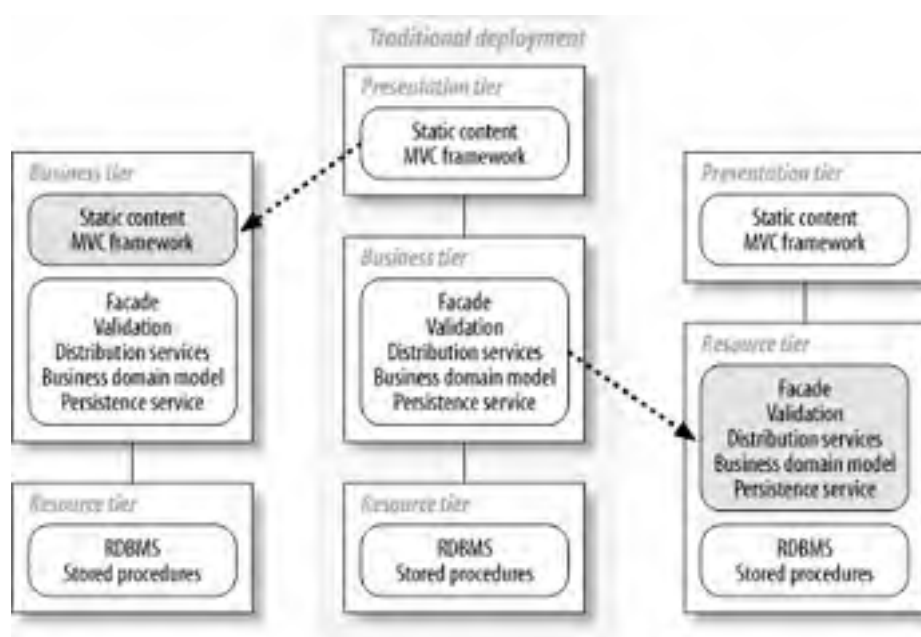 Traditional deployment
Business tier
Static content
MVC framework
Facade
Validation
Distribution services
Business domain model
Persistence service
Resource tier
RDBMS
Stored procedures
Presentation tier
Static content
MVC framework
Business tier
Facade
Validation
Distribution services
Business domain model
Persistence service
Resource tier
RDBMS
Stored procedures
Presentation tier
Static content
MVC framework
Resource tier
Facade
Validation
Distribution services
Business domain model
Persistence service
RDBMS
Stored procedures